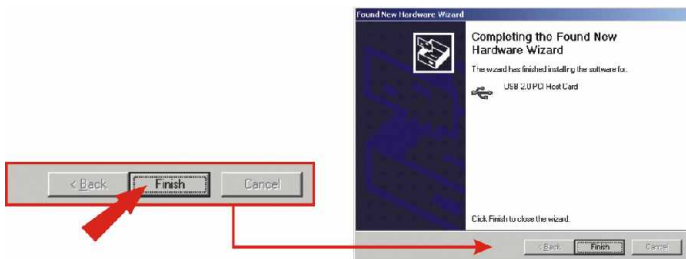 Found New Hardware Wizard
Completing the Found New
Hardware Wizard
The wizard has finished installing the software for:
USB 2.0 PCI Host Card
Click Finish to close the wizard.
< Back Finish Cancel
< Back Finish Cancel